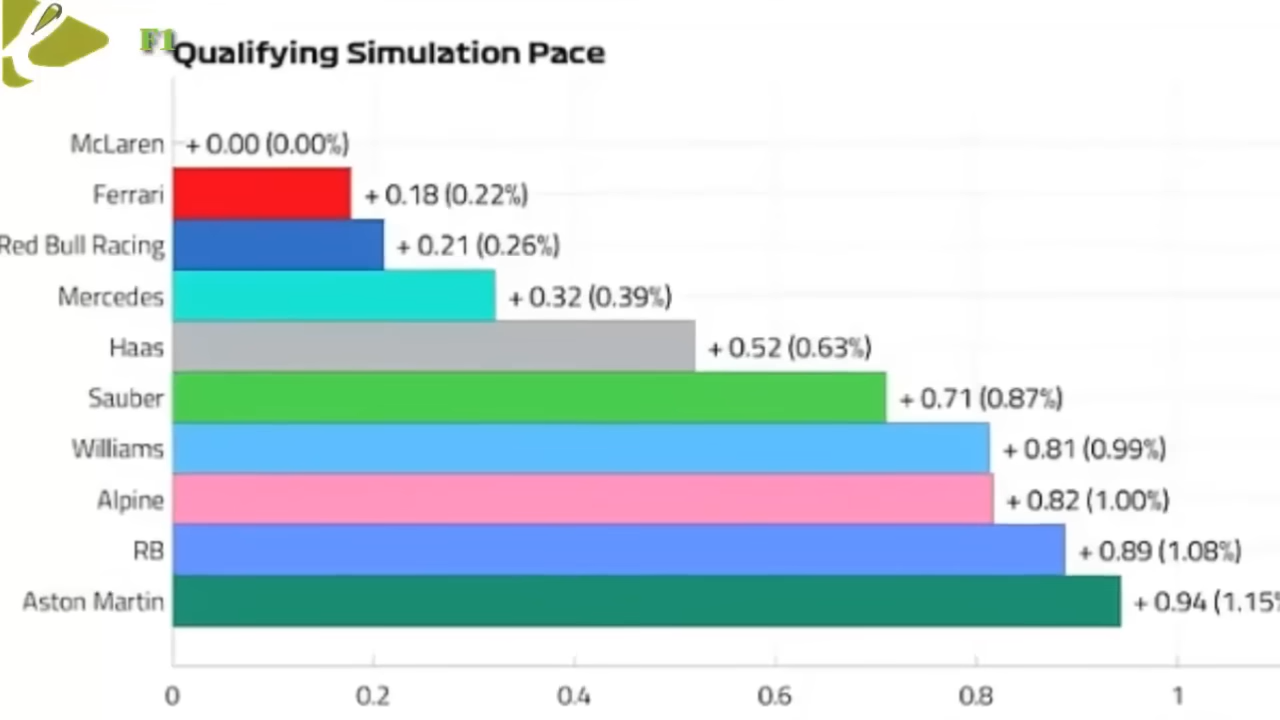 F1
Qualifying Simulation Pace
McLaren + 0.00 (0.00%)
Ferrari + 0.18 (0.22%)
Red Bull Racing + 0.21 (0.26%)
Mercedes + 0.32 (0.39%)
Haas + 0.52 (0.63%)
Sauber + 0.71 (0.87%)
Williams + 0.81 (0.99%)
Alpine + 0.82 (1.00%)
RB + 0.89 (1.08%)
Aston Martin + 0.94 (1.15%
0 0.2 0.4 0.6 0.8 1